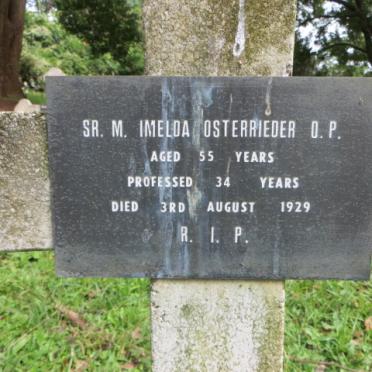 SR. M. IMELDA OSTERRIEDER O.P.
AGED 55 YEARS
PROFESSED 34 YEARS
DIED 3RD AUGUST 1929
R. I. P.